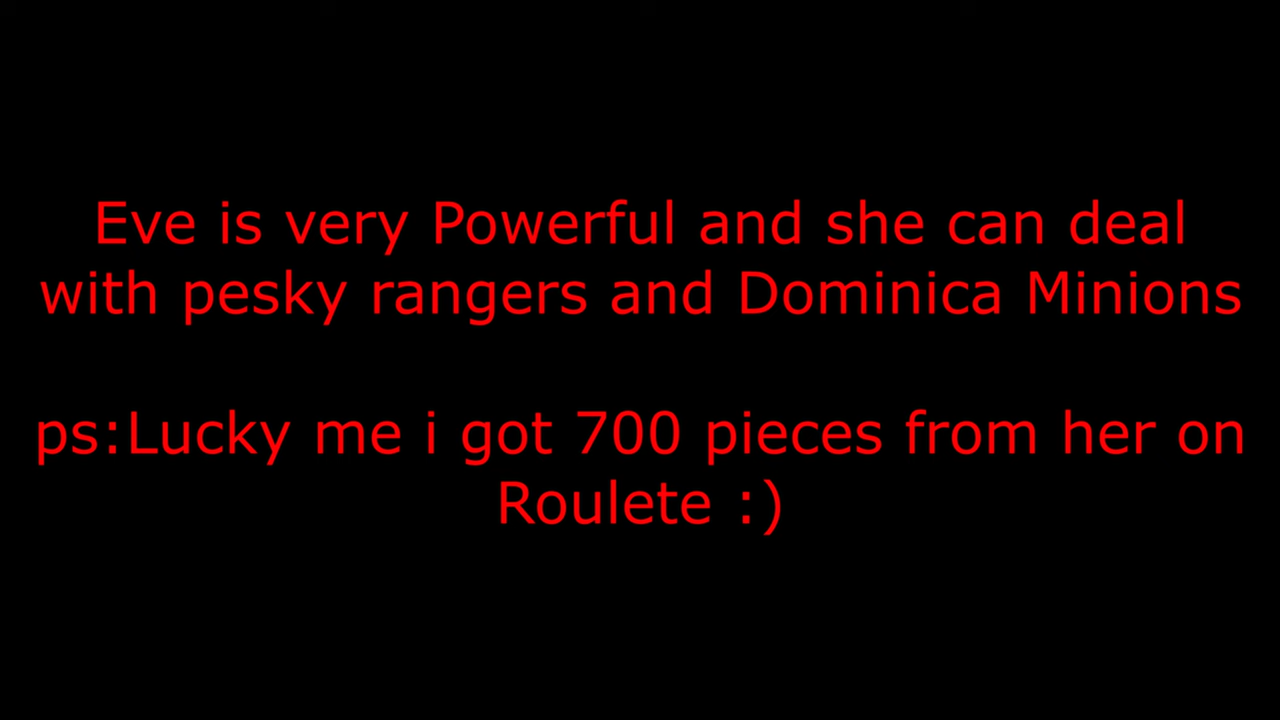 Eve is very Powerful and she can deal
with pesky rangers and Dominica Minions
ps:Lucky me i got 700 pieces from her on
Roulete :)